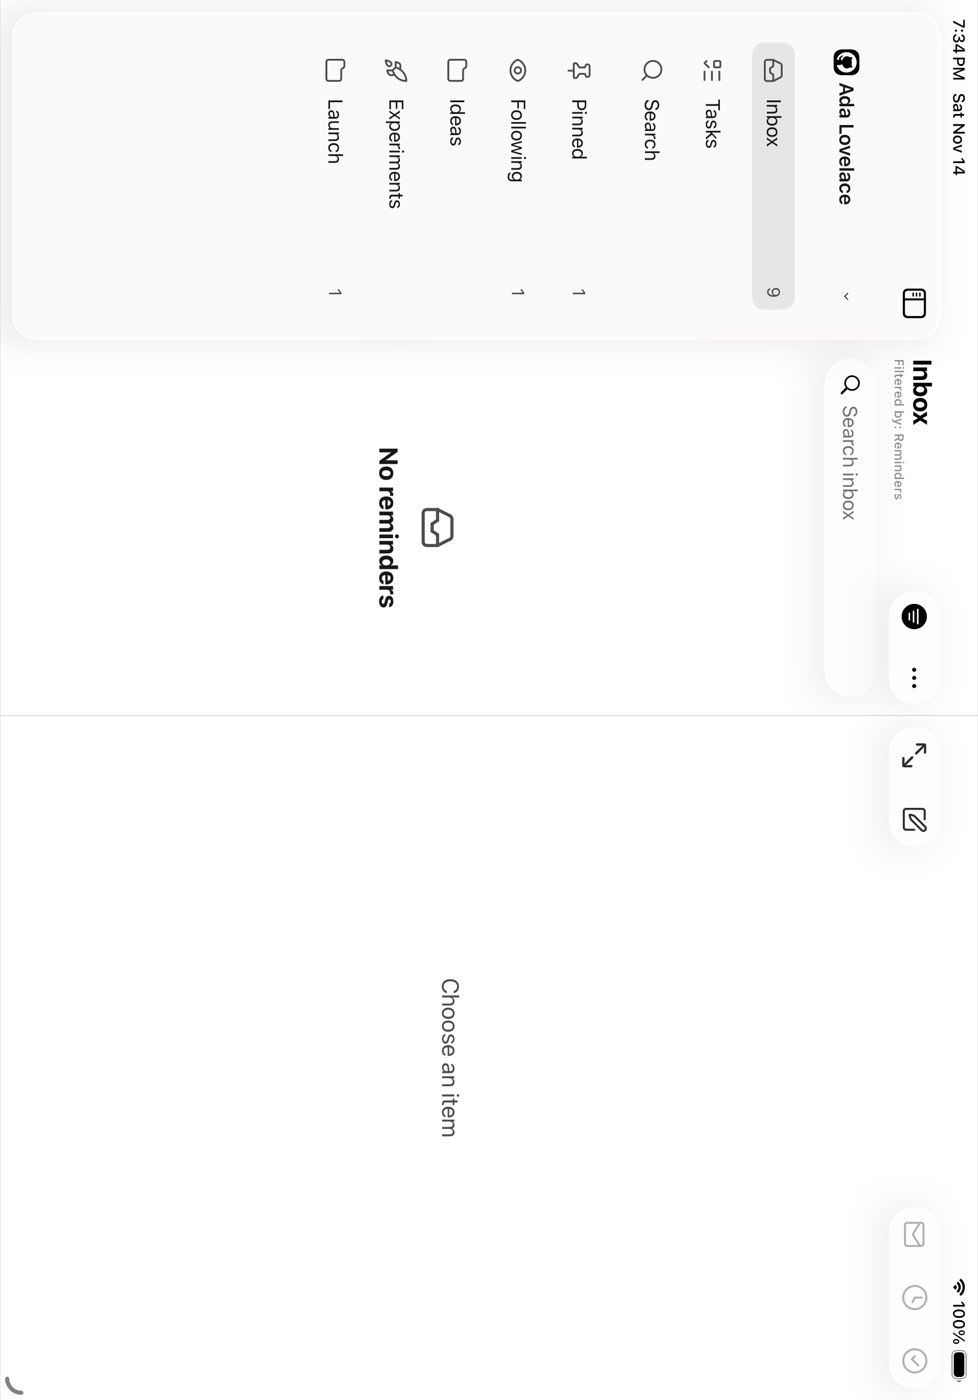 7:34 PM Sat Nov 14
100%
Ada Lovelace
Inbox 9
Tasks
Search
Pinned 1
Following 1
Ideas
Experiments
Launch 1
Inbox
Filtered by: Reminders
Search inbox
No reminders
Choose an item